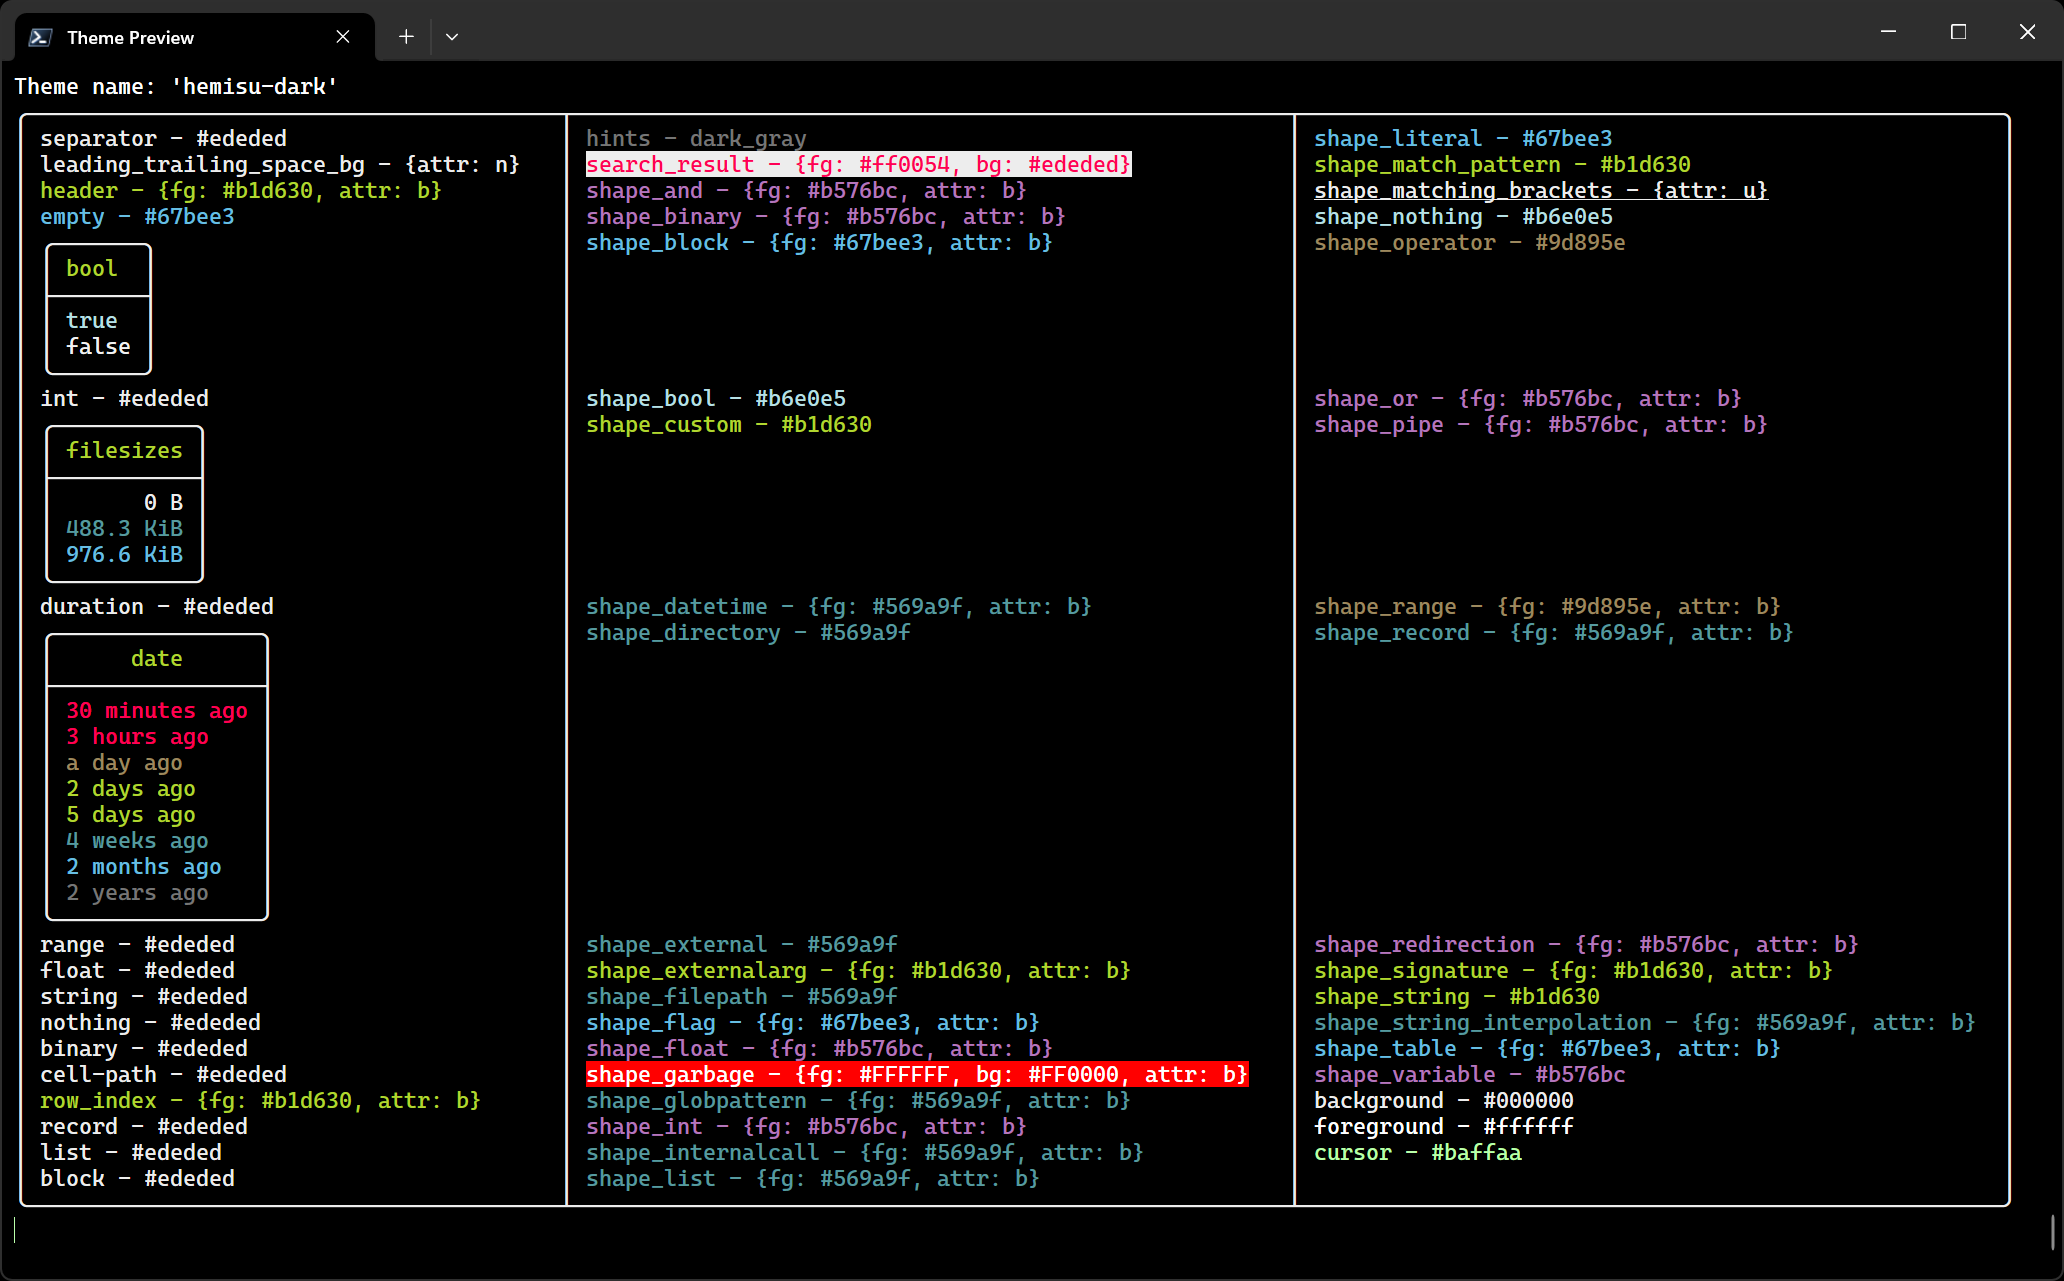 Theme Preview
Theme name: 'hemisu-dark'
separator - #ededed
leading_trailing_space_bg - {attr: n}
header - {fg: #b1d630, attr: b}
empty - #67bee3
bool
true
false
int - #ededed
filesizes
0 B
488.3 KiB
976.6 KiB
duration - #ededed
date
30 minutes ago
3 hours ago
a day ago
2 days ago
5 days ago
4 weeks ago
2 months ago
2 years ago
range - #ededed
float - #ededed
string - #ededed
nothing - #ededed
binary - #ededed
cell-path - #ededed
row_index - {fg: #b1d630, attr: b}
record - #ededed
list - #ededed
block - #ededed
hints - dark_gray
search_result - {fg: #ff0054, bg: #ededed}
shape_and - {fg: #b576bc, attr: b}
shape_binary - {fg: #b576bc, attr: b}
shape_block - {fg: #67bee3, attr: b}
shape_bool - #b6e0e5
shape_custom - #b1d630
shape_datetime - {fg: #569a9f, attr: b}
shape_directory - #569a9f
shape_external - #569a9f
shape_externalarg - {fg: #b1d630, attr: b}
shape_filepath - #569a9f
shape_flag - {fg: #67bee3, attr: b}
shape_float - {fg: #b576bc, attr: b}
shape_garbage - {fg: #FFFFFF, bg: #FF0000, attr: b}
shape_globpattern - {fg: #569a9f, attr: b}
shape_int - {fg: #b576bc, attr: b}
shape_internalcall - {fg: #569a9f, attr: b}
shape_list - {fg: #569a9f, attr: b}
shape_literal - #67bee3
shape_match_pattern - #b1d630
shape_matching_brackets - {attr: u}
shape_nothing - #b6e0e5
shape_operator - #9d895e
shape_or - {fg: #b576bc, attr: b}
shape_pipe - {fg: #b576bc, attr: b}
shape_range - {fg: #9d895e, attr: b}
shape_record - {fg: #569a9f, attr: b}
shape_redirection - {fg: #b576bc, attr: b}
shape_signature - {fg: #b1d630, attr: b}
shape_string - #b1d630
shape_string_interpolation - {fg: #569a9f, attr: b}
shape_table - {fg: #67bee3, attr: b}
shape_variable - #b576bc
background - #000000
foreground - #ffffff
cursor - #baffaa